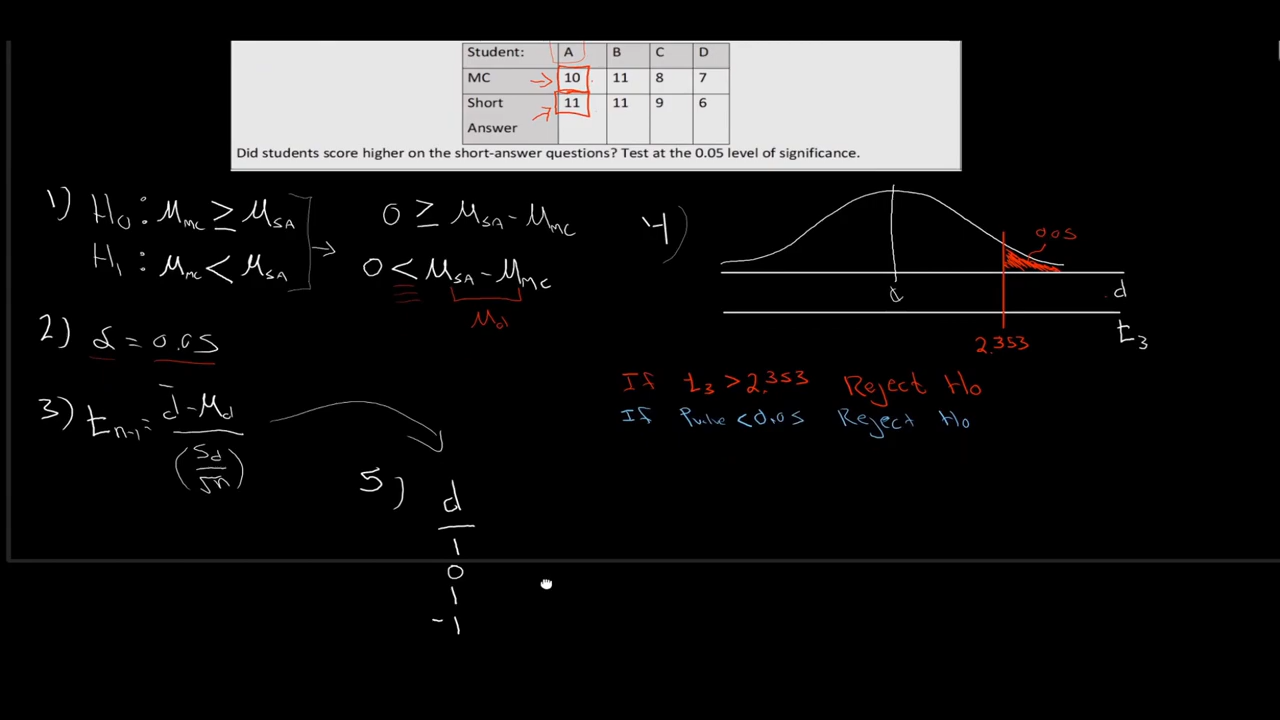 Student: A B C D
MC → 10 11 8 7
Short → 11 11 9 6
Answer
Did students score higher on the short-answer questions? Test at the 0.05 level of significance.
1) H0 : μMC ≥ μSA
H1 : μMC < μSA
→
0 ≥ μSA - μMC
0 < μSA - μMC
μd
2) α = 0.05
3) tn-1 = (d̄ - μd) / (Sd/√n)
4)
0.05
d
t3
2.353
If t3 > 2.353 Reject H0
If Pvalue < 0.05 Reject H0
5) d
1
0
1
-1